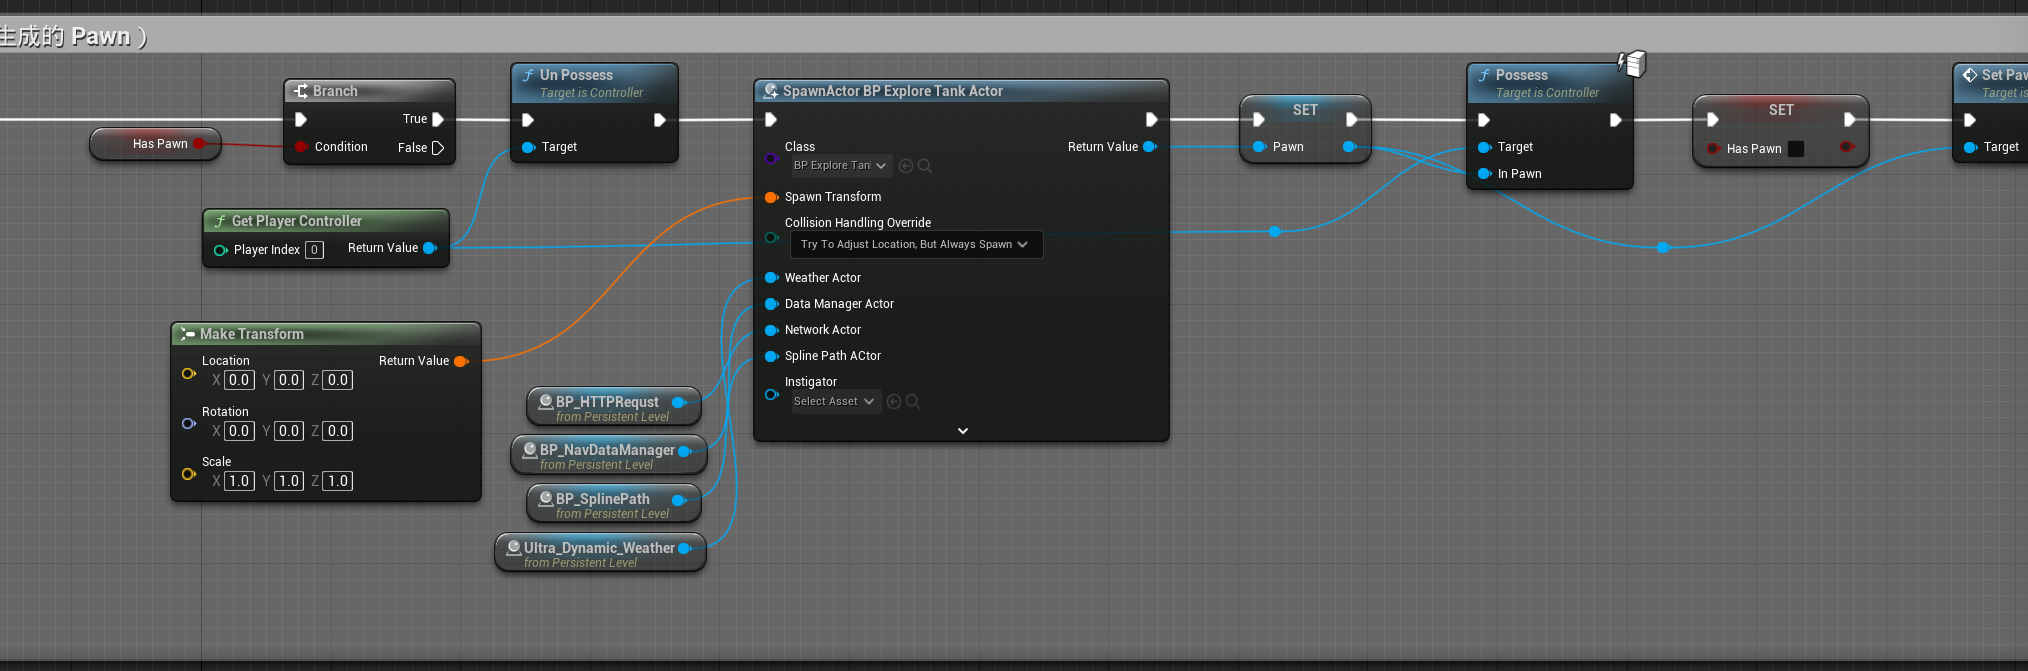 生成的 Pawn )
Branch
True
Condition
False
Has Pawn
Un Possess
Target is Controller
Target
Get Player Controller
Player Index 0
Return Value
Make Transform
Location
X 0.0 Y 0.0 Z 0.0
Return Value
Rotation
X 0.0 Y 0.0 Z 0.0
Scale
X 1.0 Y 1.0 Z 1.0
BP_HTTPRequst
from Persistent Level
BP_NavDataManager
from Persistent Level
BP_SplinePath
from Persistent Level
Ultra_Dynamic_Weather
from Persistent Level
SpawnActor BP Explore Tank Actor
Class
BP Explore Tan
Return Value
Spawn Transform
Collision Handling Override
Try To Adjust Location, But Always Spawn
Weather Actor
Data Manager Actor
Network Actor
Spline Path ACtor
Instigator
Select Asset
SET
Pawn
Possess
Target is Controller
Target
In Pawn
SET
Has Pawn
Set Paw
Target is
Target